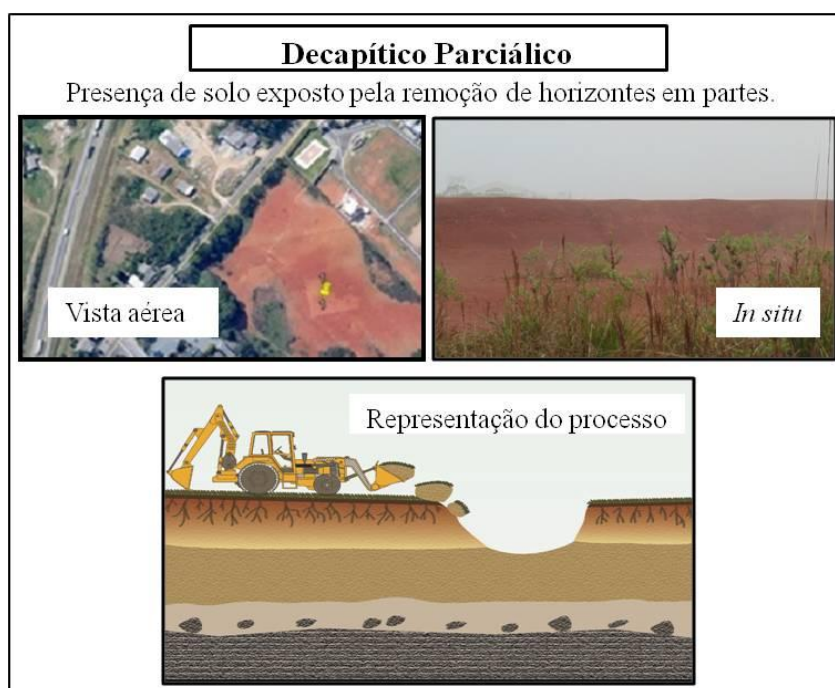 Decapítico Parciálico
Presença de solo exposto pela remoção de horizontes em partes.
Vista aérea
In situ
Representação do processo